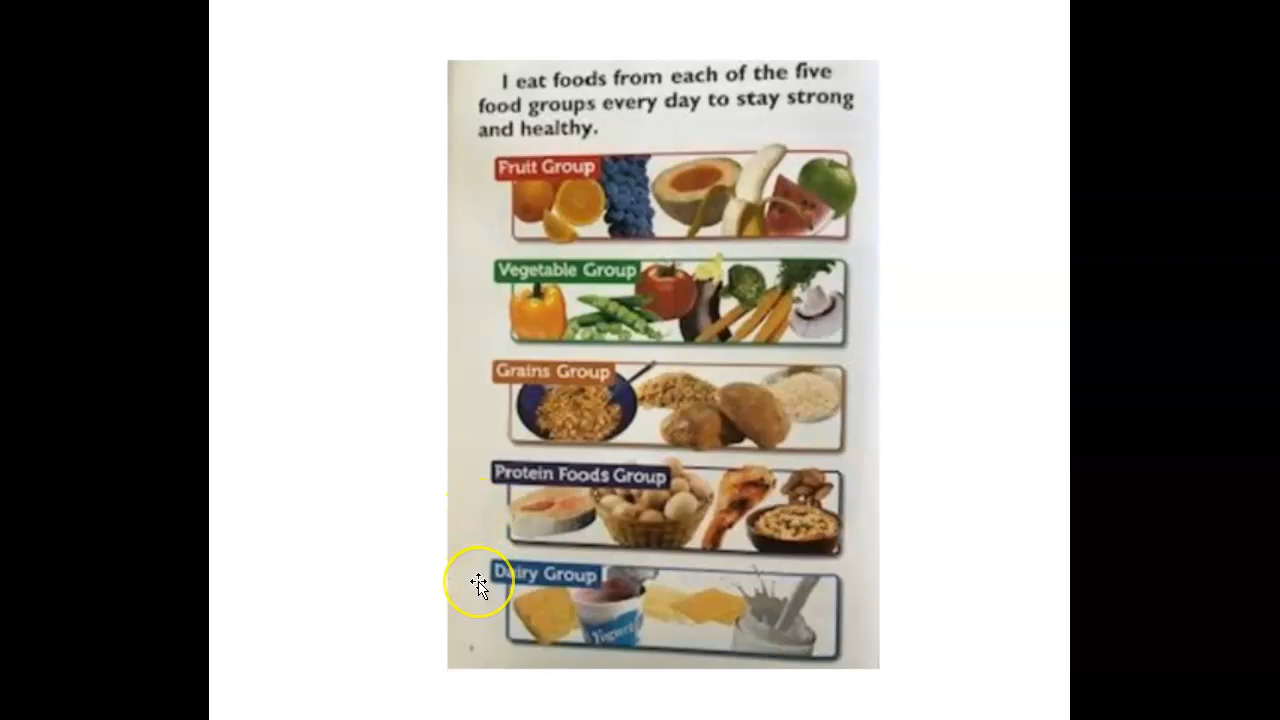 I eat foods from each of the five
food groups every day to stay strong
and healthy.
Fruit Group
Vegetable Group
Grains Group
Protein Foods Group
Dairy Group
Yogurt